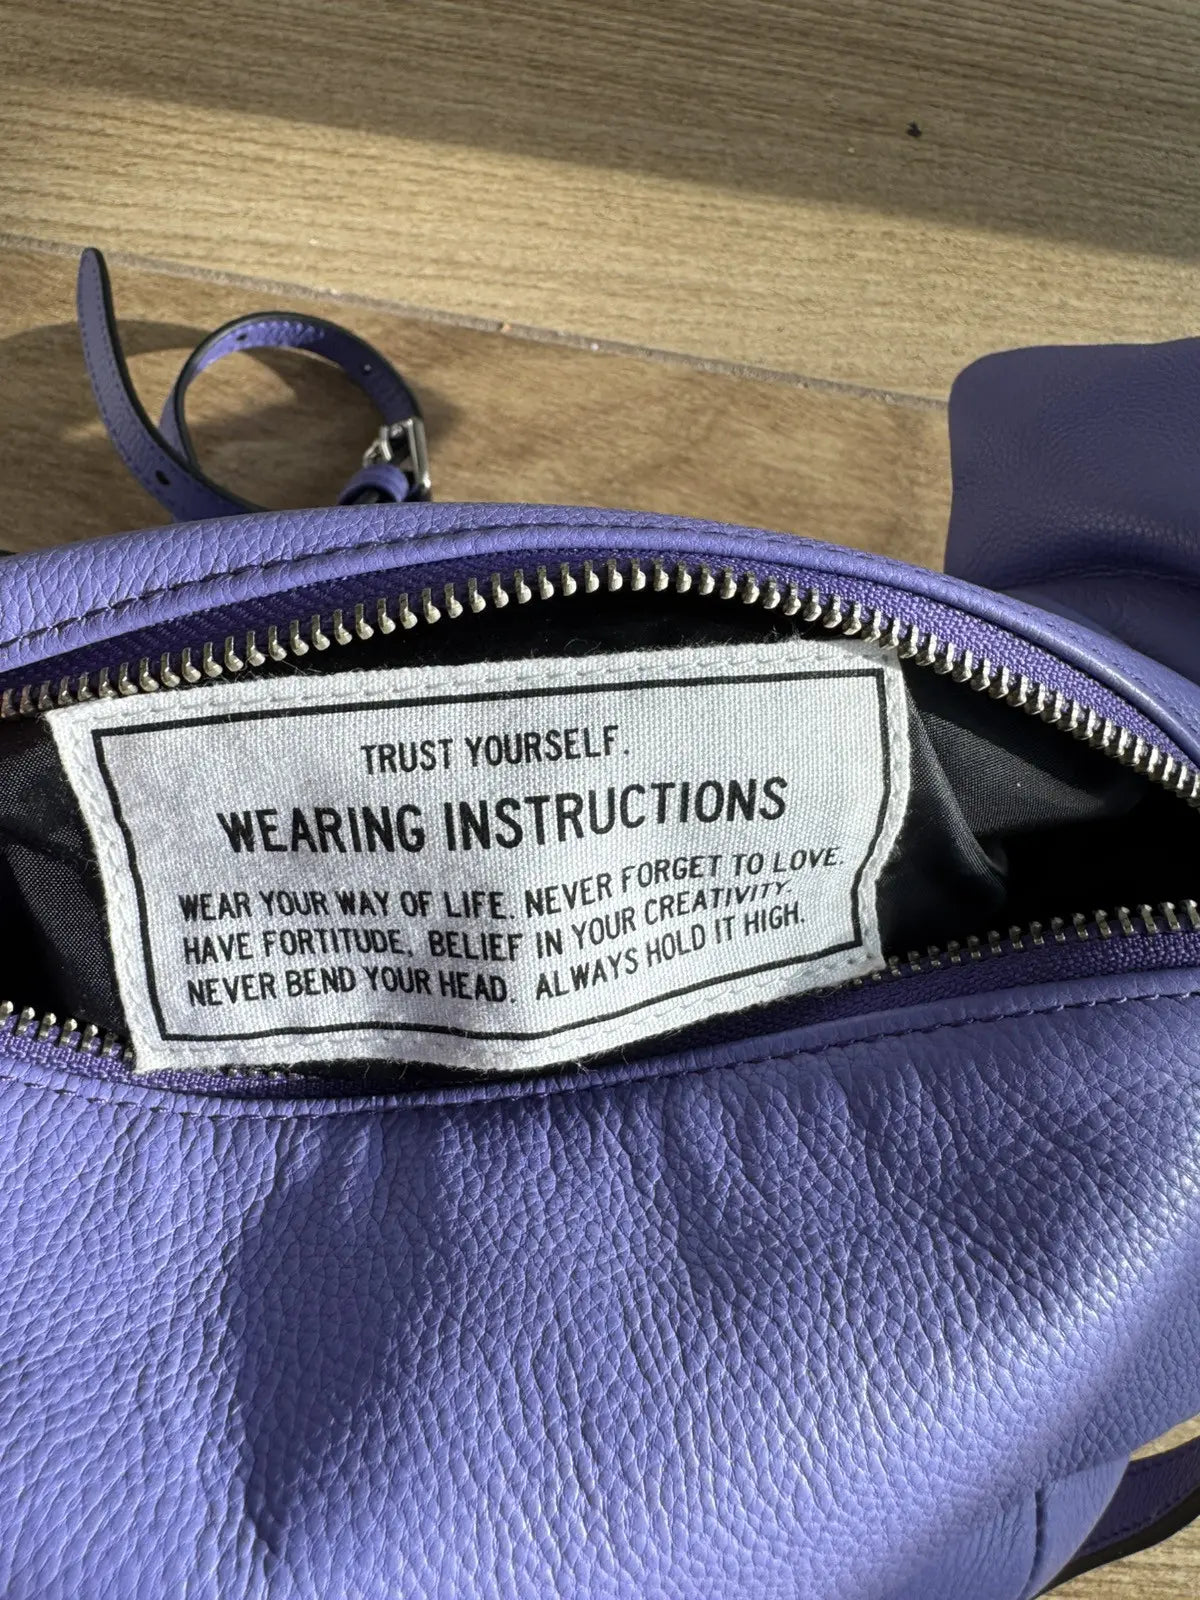 TRUST YOURSELF.
WEARING INSTRUCTIONS
WEAR YOUR WAY OF LIFE. NEVER FORGET TO LOVE.
HAVE FORTITUDE, BELIEF IN YOUR CREATIVITY.
NEVER BEND YOUR HEAD. ALWAYS HOLD IT HIGH.